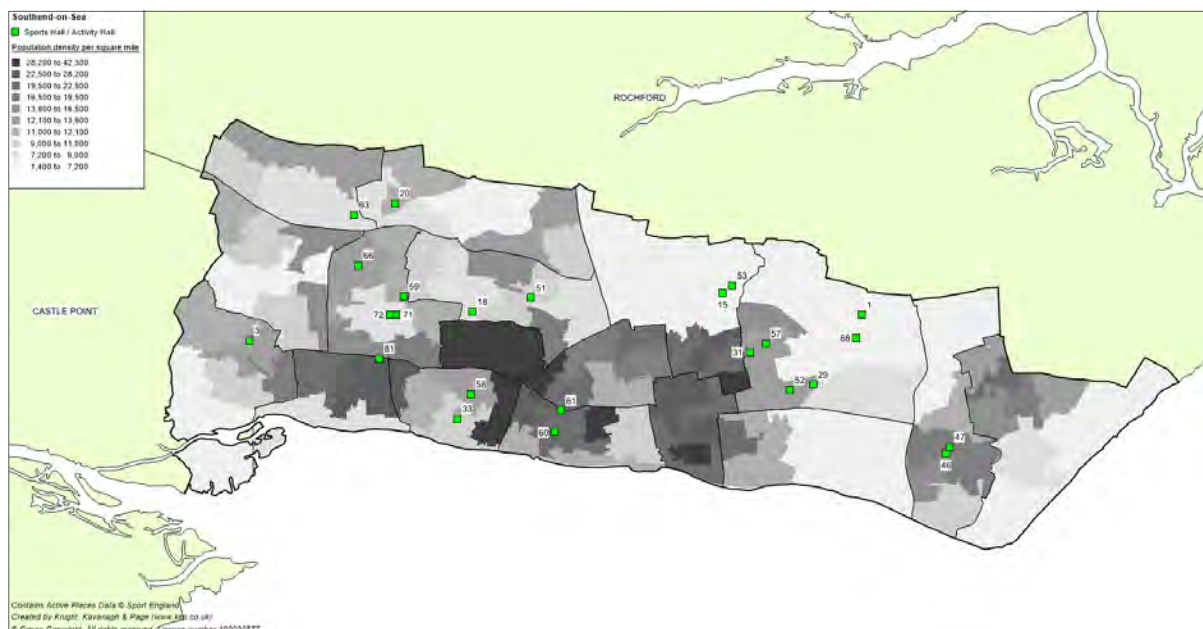 Southend-on-Sea
Sports Hall / Activity Hall
Population density per square mile
28,200 to 42,300
22,500 to 28,200
19,500 to 22,500
16,500 to 19,500
13,800 to 16,500
12,100 to 13,800
11,000 to 12,100
9,000 to 11,000
7,200 to 9,000
1,400 to 7,200
ROCHFORD
CASTLE POINT
20
63
66
53
59
51
15
18
1
72
71
57
31
81
52
29
58
33
61
60
47
46
Contains Active Places Data © Sport England
Created by Knight, Kavanagh & Page (www.kkp.co.uk)